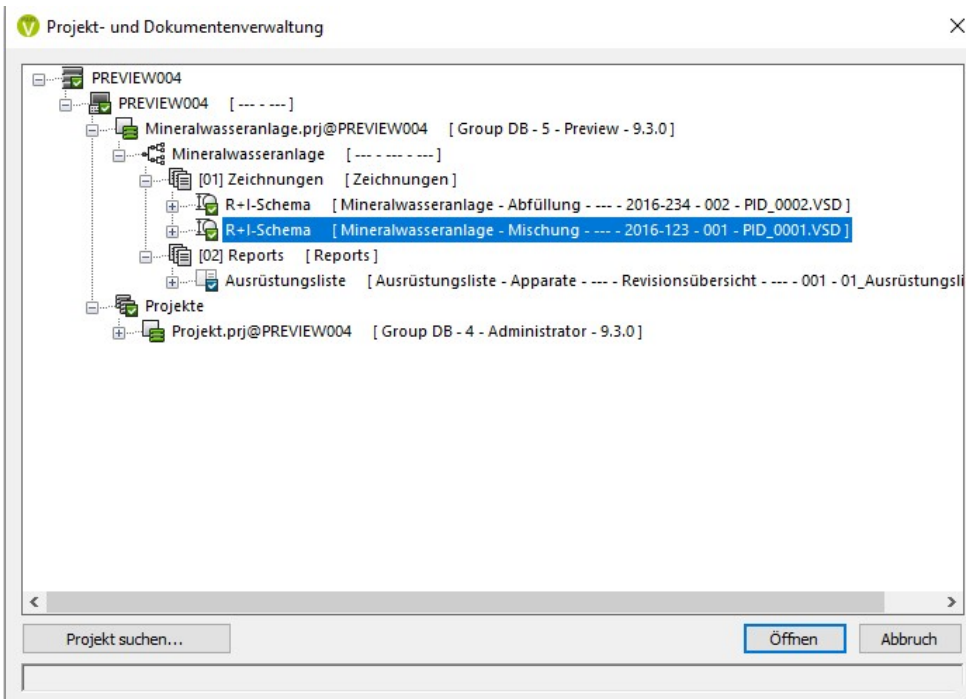 Projekt- und Dokumentenverwaltung
PREVIEW004
PREVIEW004 [ --- - --- ]
Mineralwasseranlage.prj@PREVIEW004 [ Group DB - 5 - Preview - 9.3.0 ]
Mineralwasseranlage [ --- - --- - --- ]
[01] Zeichnungen [ Zeichnungen ]
R+I-Schema [ Mineralwasseranlage - Abfüllung - --- - 2016-234 - 002 - PID_0002.VSD ]
R+I-Schema [ Mineralwasseranlage - Mischung - --- - 2016-123 - 001 - PID_0001.VSD ]
[02] Reports [ Reports ]
Ausrüstungsliste [ Ausrüstungsliste - Apparate - --- - Revisionsübersicht - --- - 001 - 01_Ausrüstungsli
Projekte
Projekt.prj@PREVIEW004 [ Group DB - 4 - Administrator - 9.3.0 ]
Projekt suchen... Öffnen Abbruch